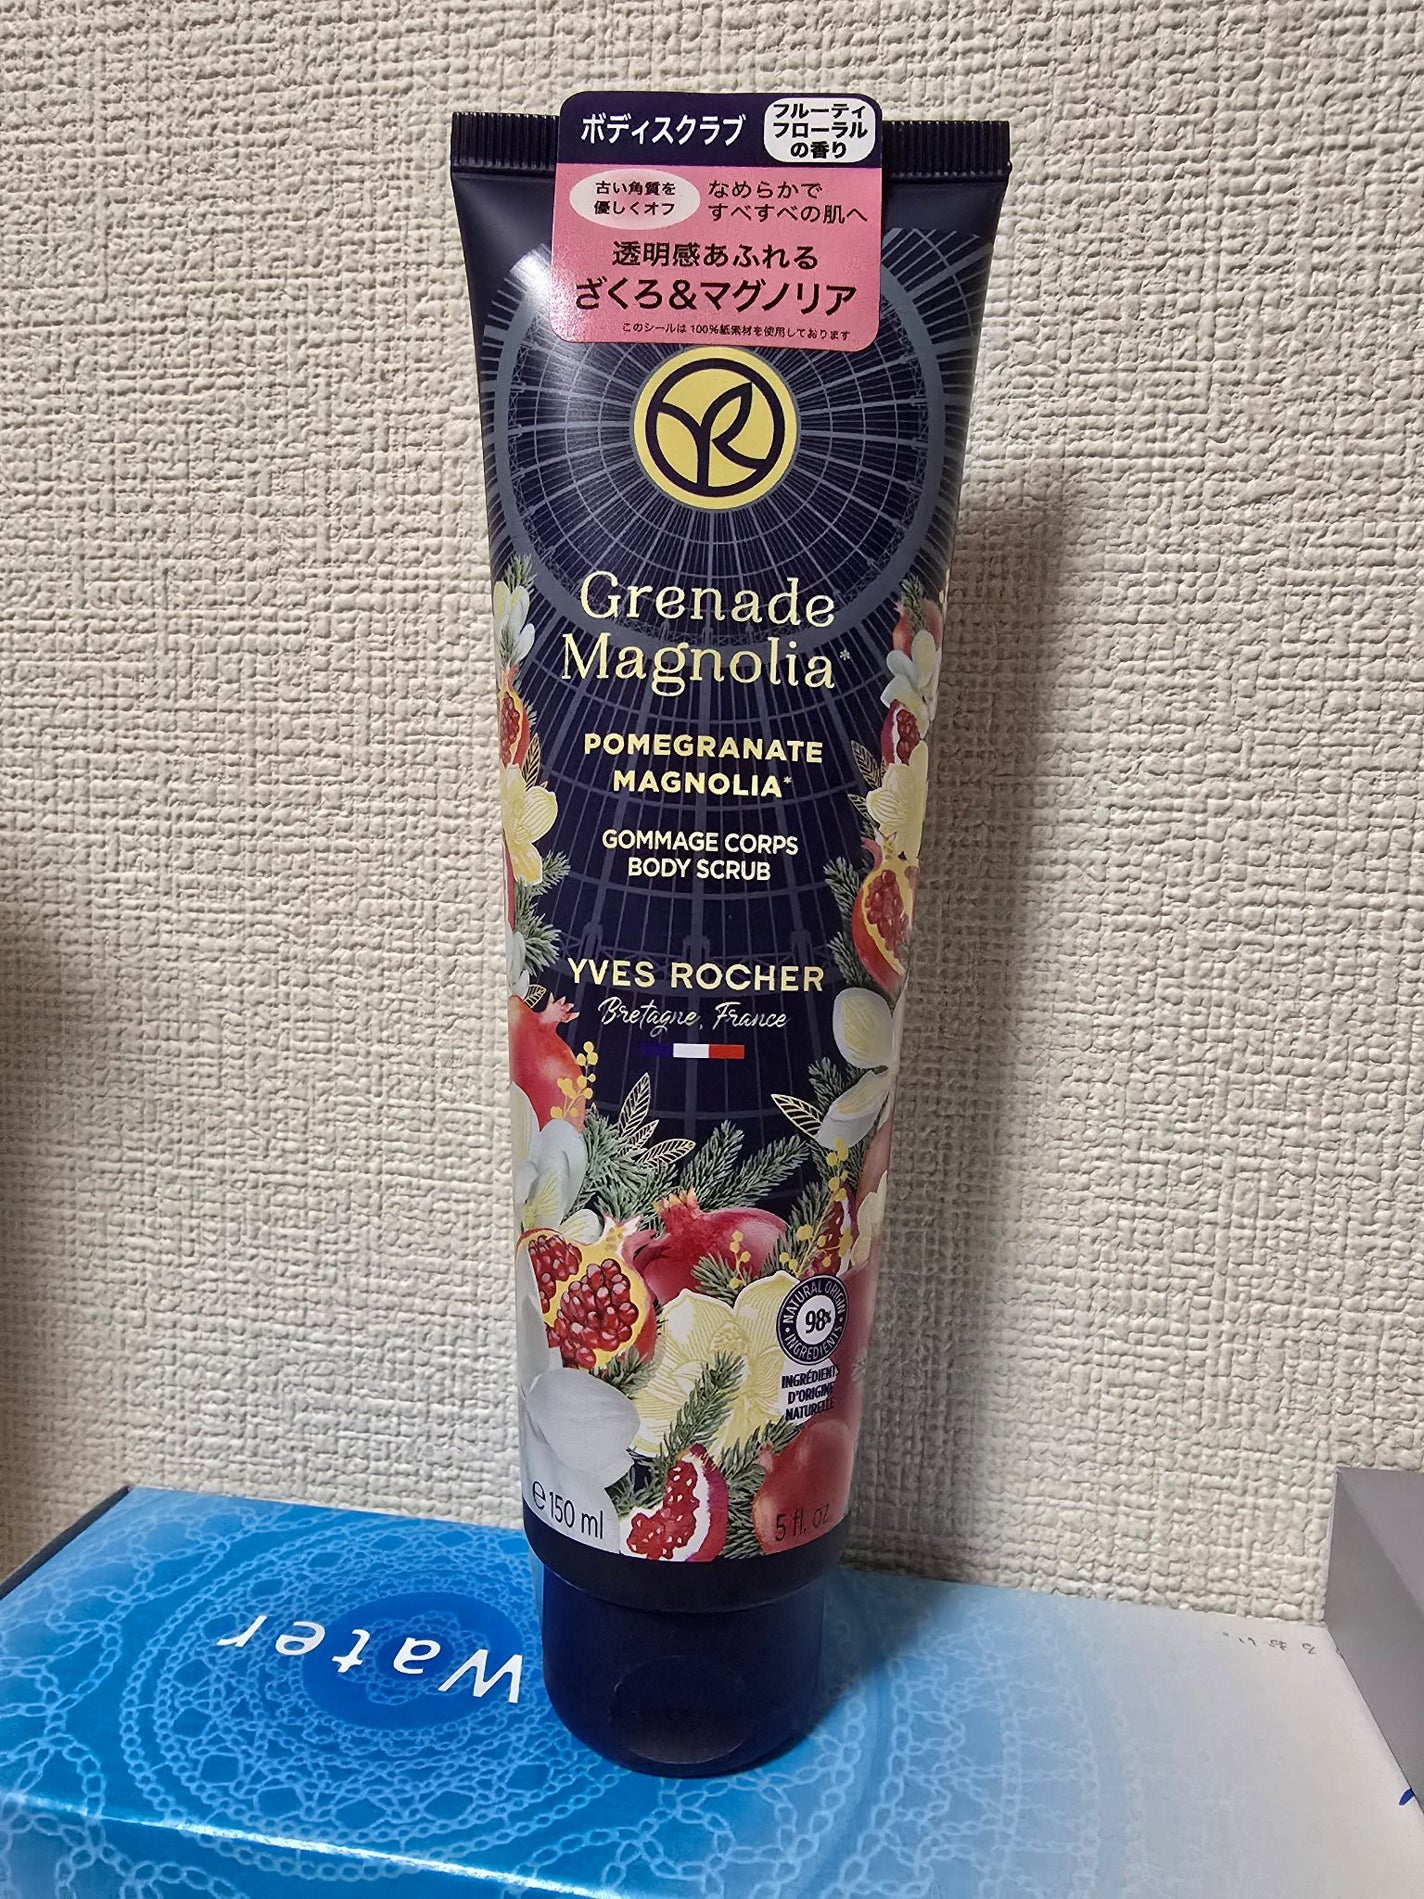 ボディスクラブ
フルーティ
フローラル
の香り
古い角質を
優しくオフ
なめらかで
すべすべの肌へ
透明感あふれる
ざくろ&マグノリア
このシールは 100%紙素材を使用しております
Grenade
Magnolia*
POMEGRANATE
MAGNOLIA*
GOMMAGE CORPS
BODY SCRUB
YVES ROCHER
Bretagne, France
NATURAL ORIGIN
98%
INGREDIENTS
INGRÉDIENTS
D'ORIGINE
NATURELLE
e 150 ml
5 fl. oz
Water